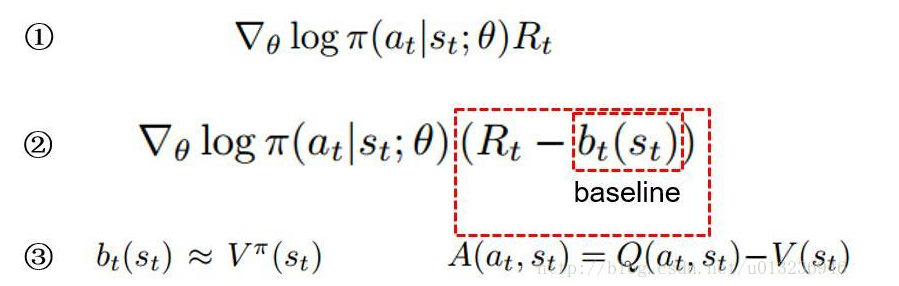 ① ∇θ log π(at|st; θ)Rt
② ∇θ log π(at|st; θ)(Rt − bt(st))
baseline
③ bt(st) ≈ Vπ(st) A(at, st) = Q(at, st)−V(st)